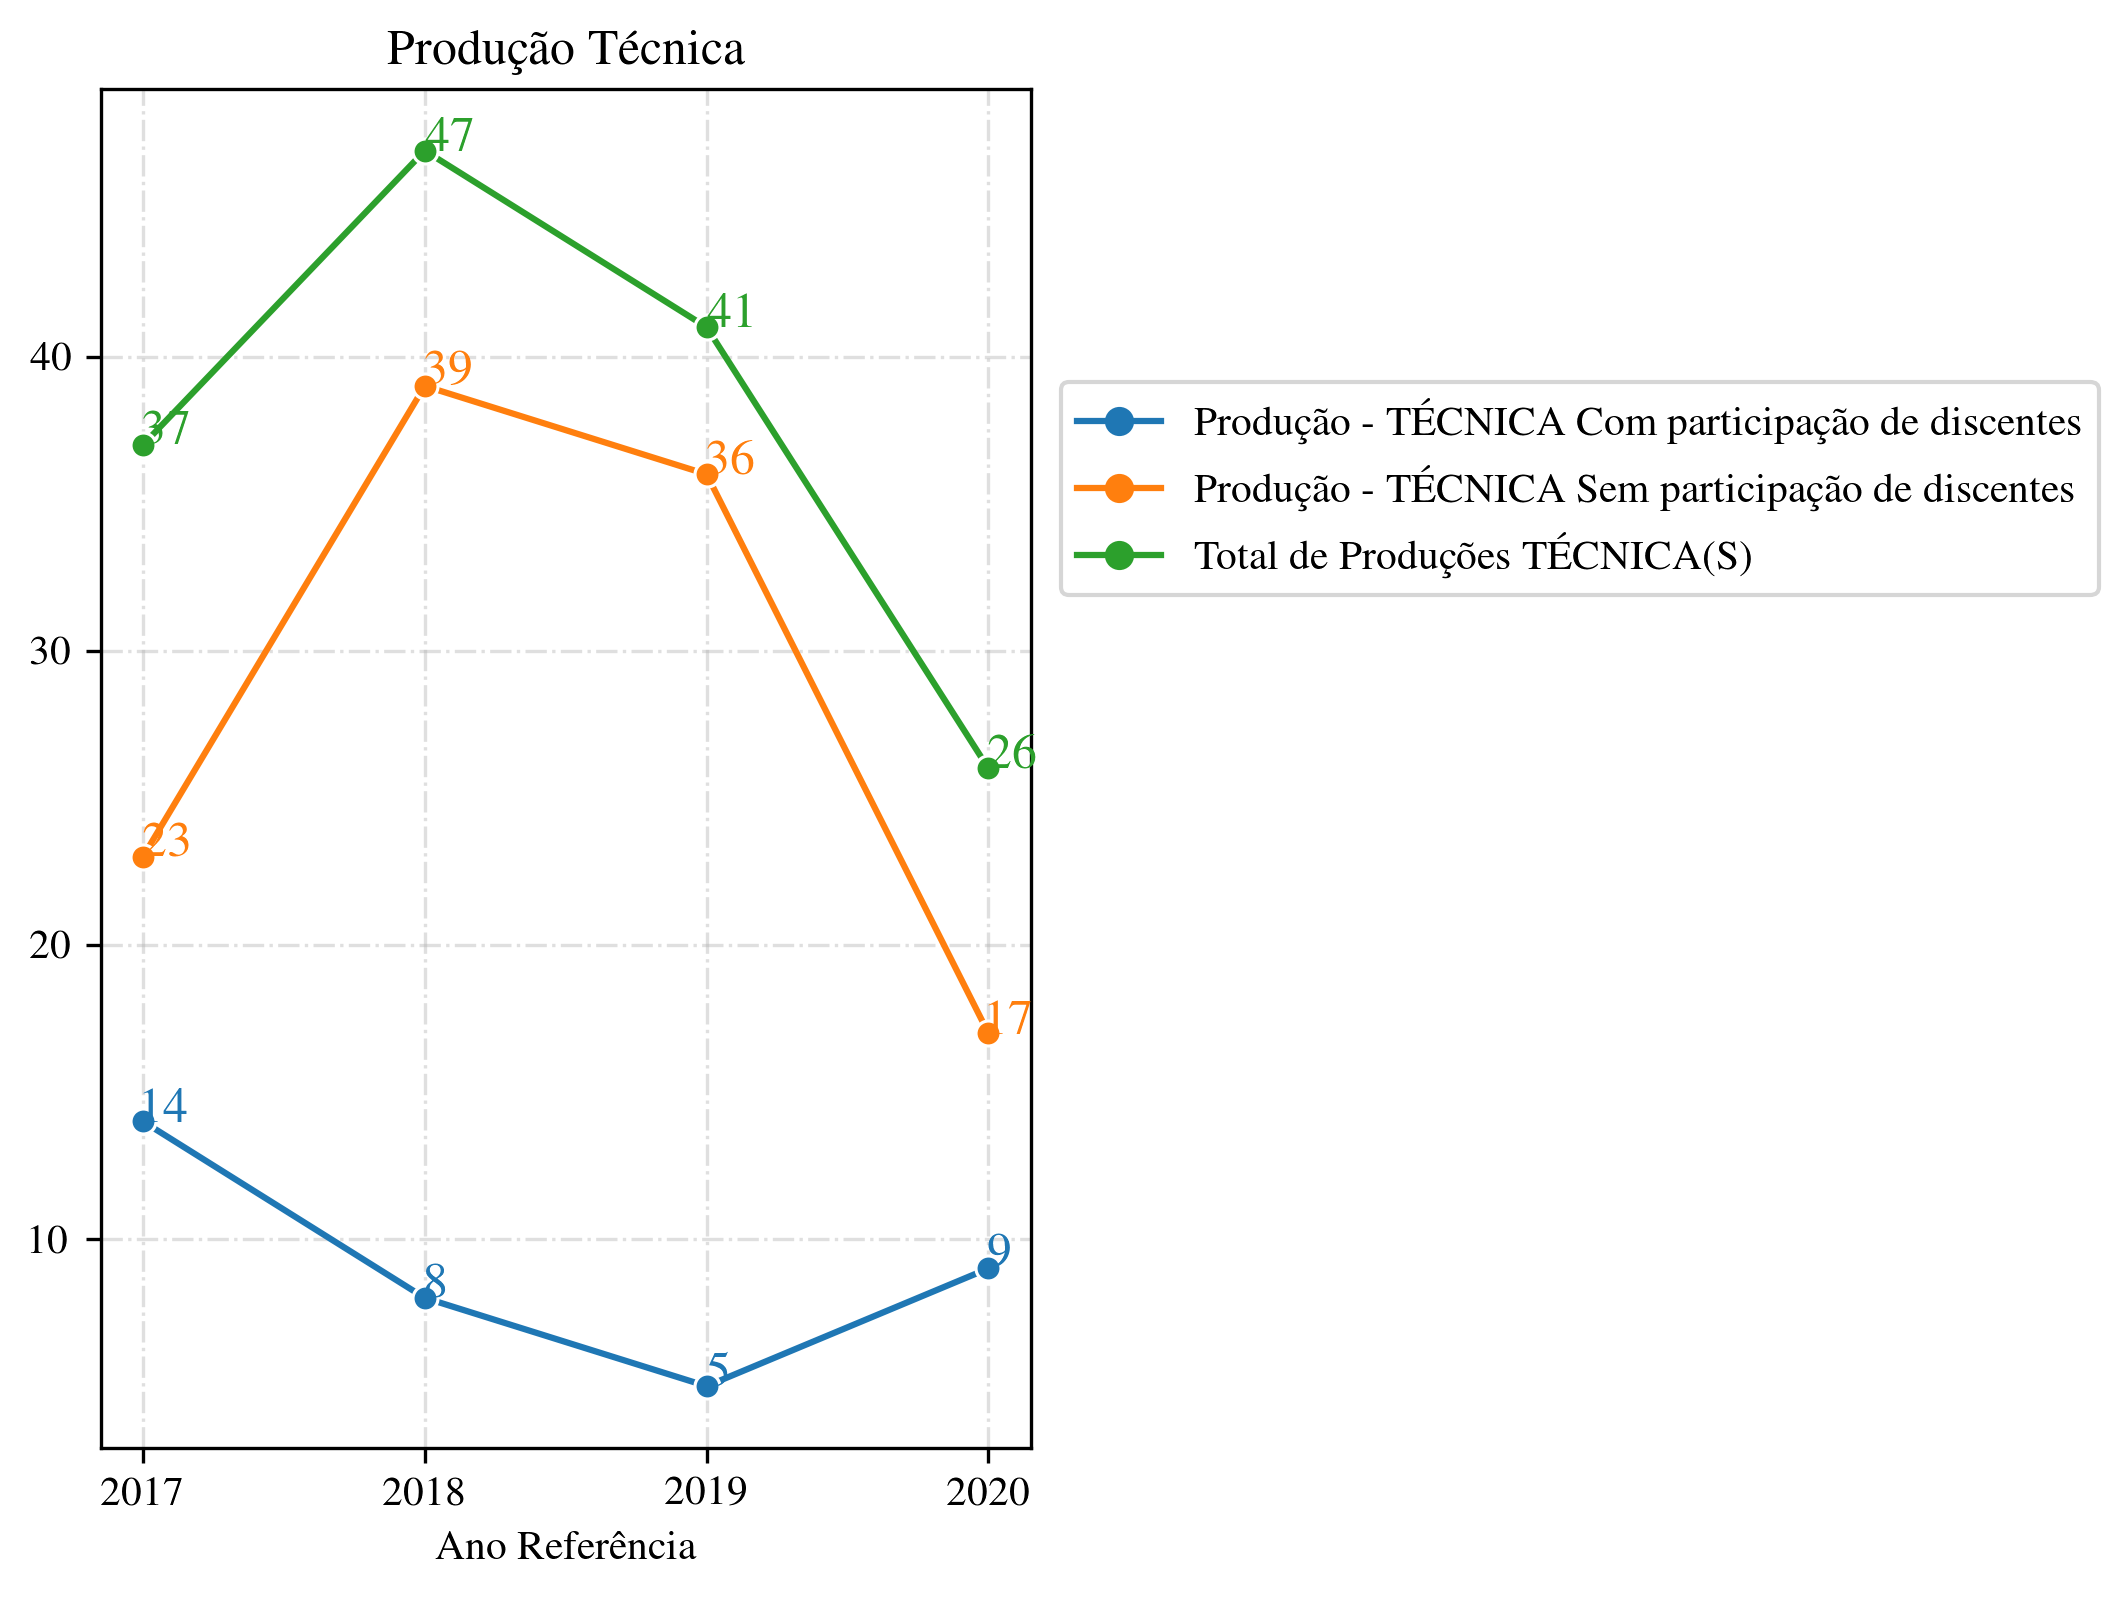 Produção Técnica
47
41
40
39
37
36
Produção - TÉCNICA Com participação de discentes
Produção - TÉCNICA Sem participação de discentes
Total de Produções TÉCNICA(S)
30
26
23
20
17
14
10
9
8
5
2017 2018 2019 2020
Ano Referência